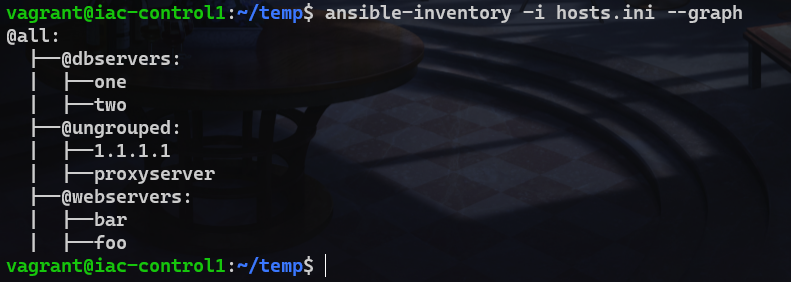 vagrant@iac-control1:~/temp$ ansible-inventory -i hosts.ini --graph
@all:
  ├──@dbservers:
  │  ├──one
  │  ├──two
  ├──@ungrouped:
  │  ├──1.1.1.1
  │  ├──proxyserver
  ├──@webservers:
  │  ├──bar
  │  ├──foo
vagrant@iac-control1:~/temp$